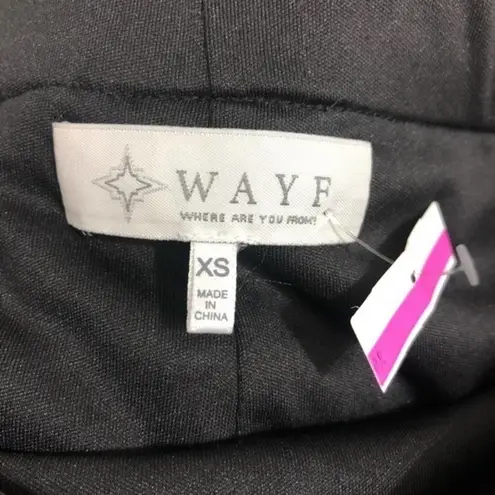 WAYF
WHERE ARE YOU FROM?
XS
MADE
IN
CHINA